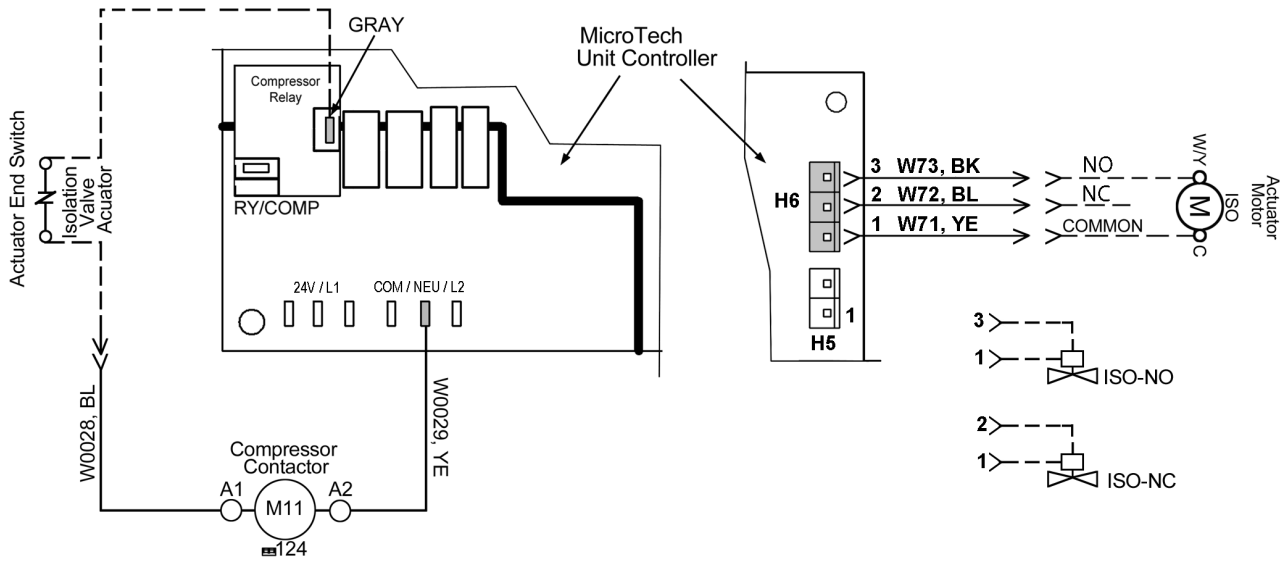 GRAY
MicroTech
Unit Controller
Compressor
Relay
RY/COMP
Actuator End Switch
Isolation
Valve
Acuator
24V / L1
COM / NEU / L2
W0028, BL
W0029, YE
Compressor
Contactor
A1
M11
A2
124
H6
3 W73, BK
2 W72, BL
1 W71, YE
NO
NC
COMMON
W/Y
M
ISO
C
Actuator
Motor
1
H5
3
1
ISO-NO
2
1
ISO-NC